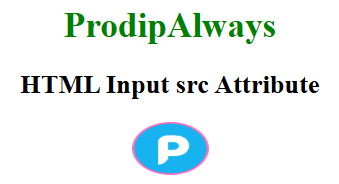 ProdipAlways
HTML Input src Attribute
P